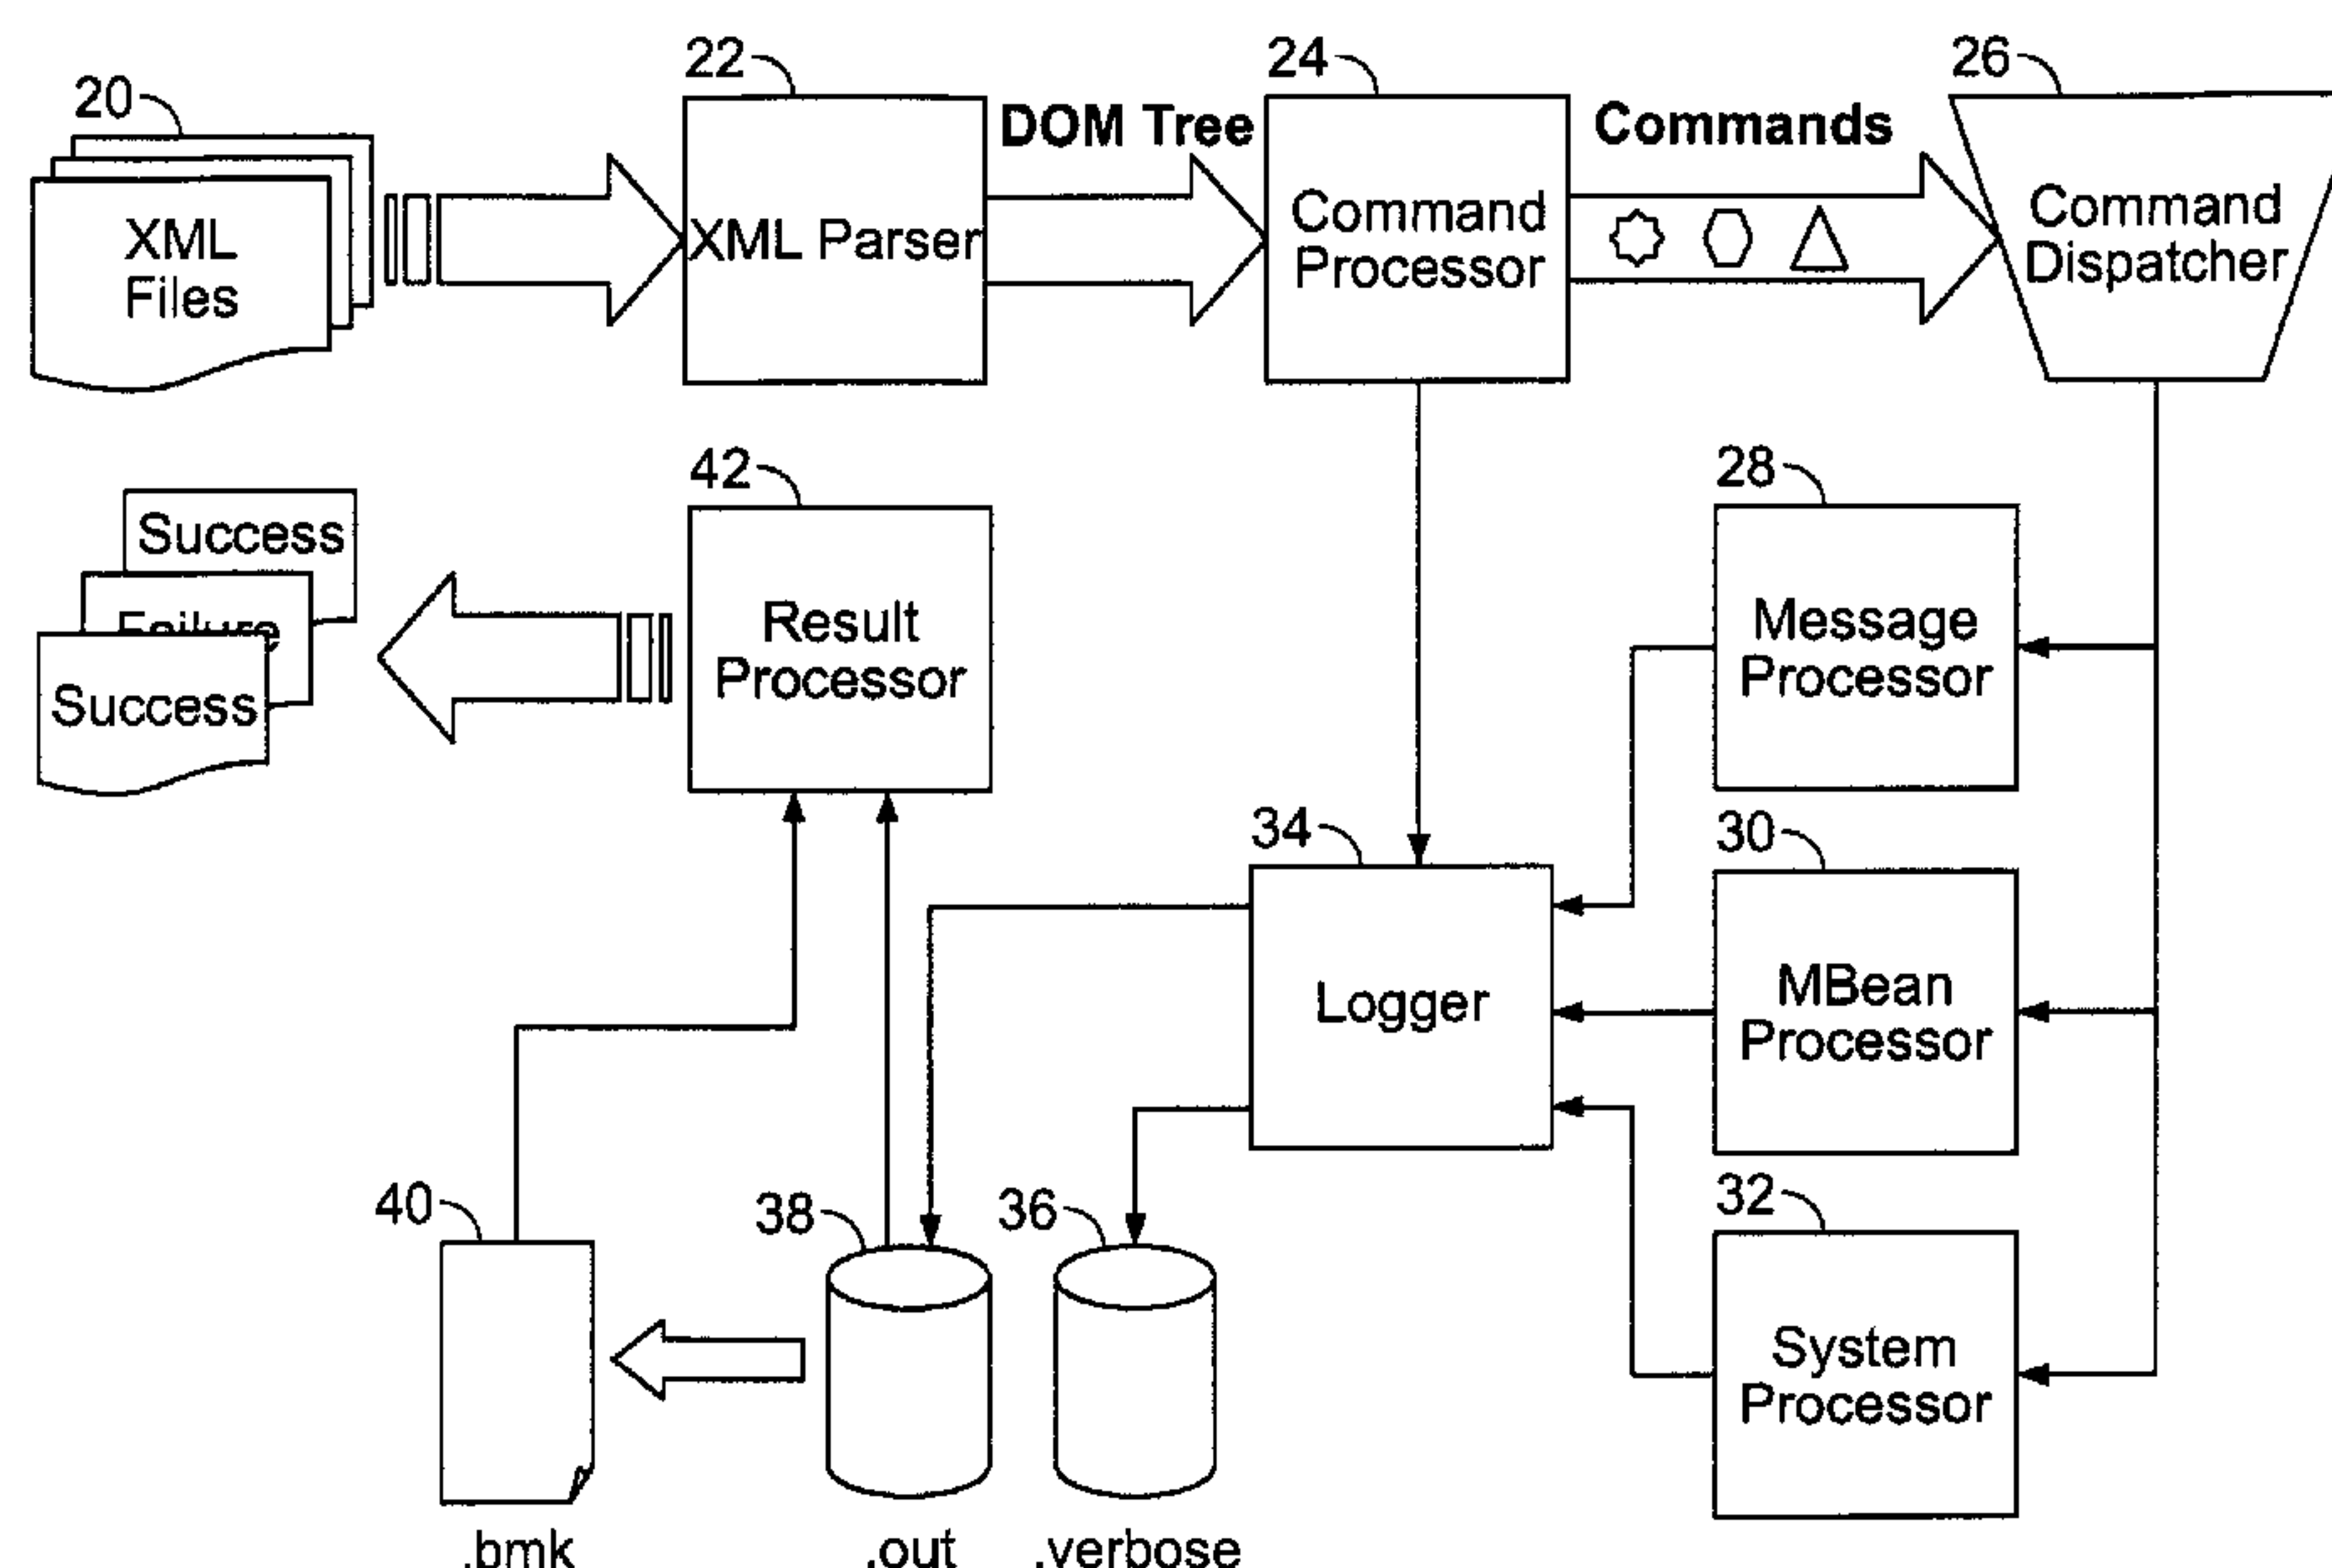 20
22
24
26
XML
Files
XML Parser
DOM Tree
Command
Processor
Commands
Command
Dispatcher
42
28
Success
Failure
Success
Result
Processor
Message
Processor
34
30
Logger
MBean
Processor
40
38
36
32
System
Processor
.bmk
.out
.verbose